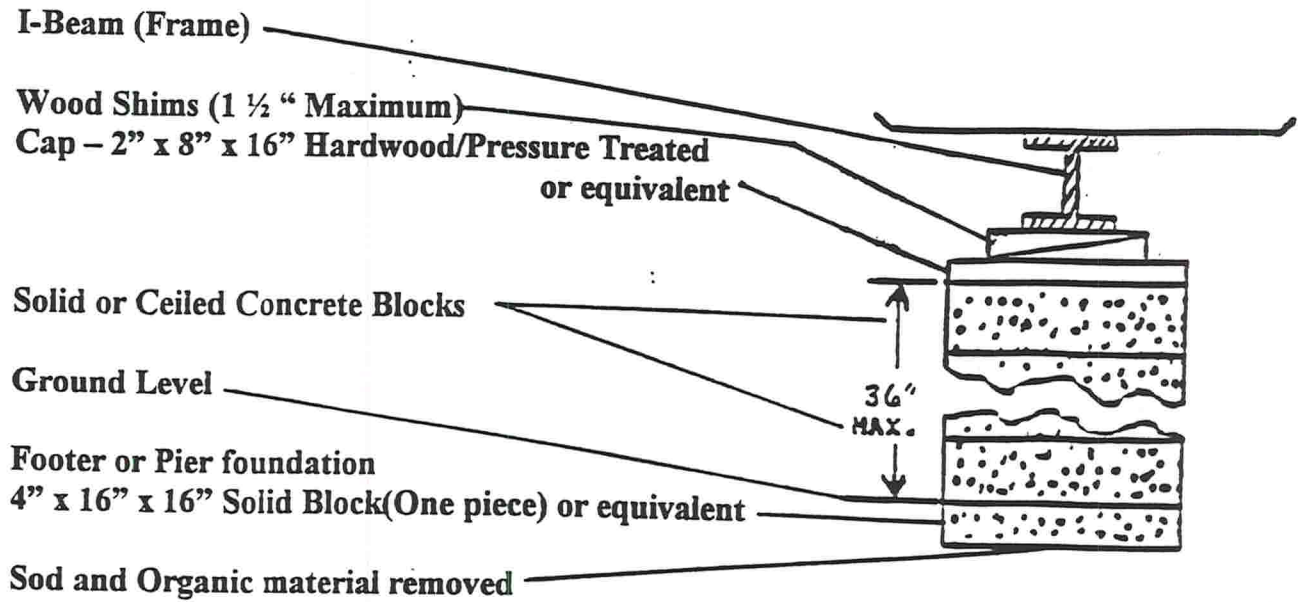 I-Beam (Frame)
Wood Shims (1 ½ “ Maximum)
Cap – 2” x 8” x 16” Hardwood/Pressure Treated
or equivalent
Solid or Ceiled Concrete Blocks
Ground Level
36"
MAX.
Footer or Pier foundation
4” x 16” x 16” Solid Block(One piece) or equivalent
Sod and Organic material removed